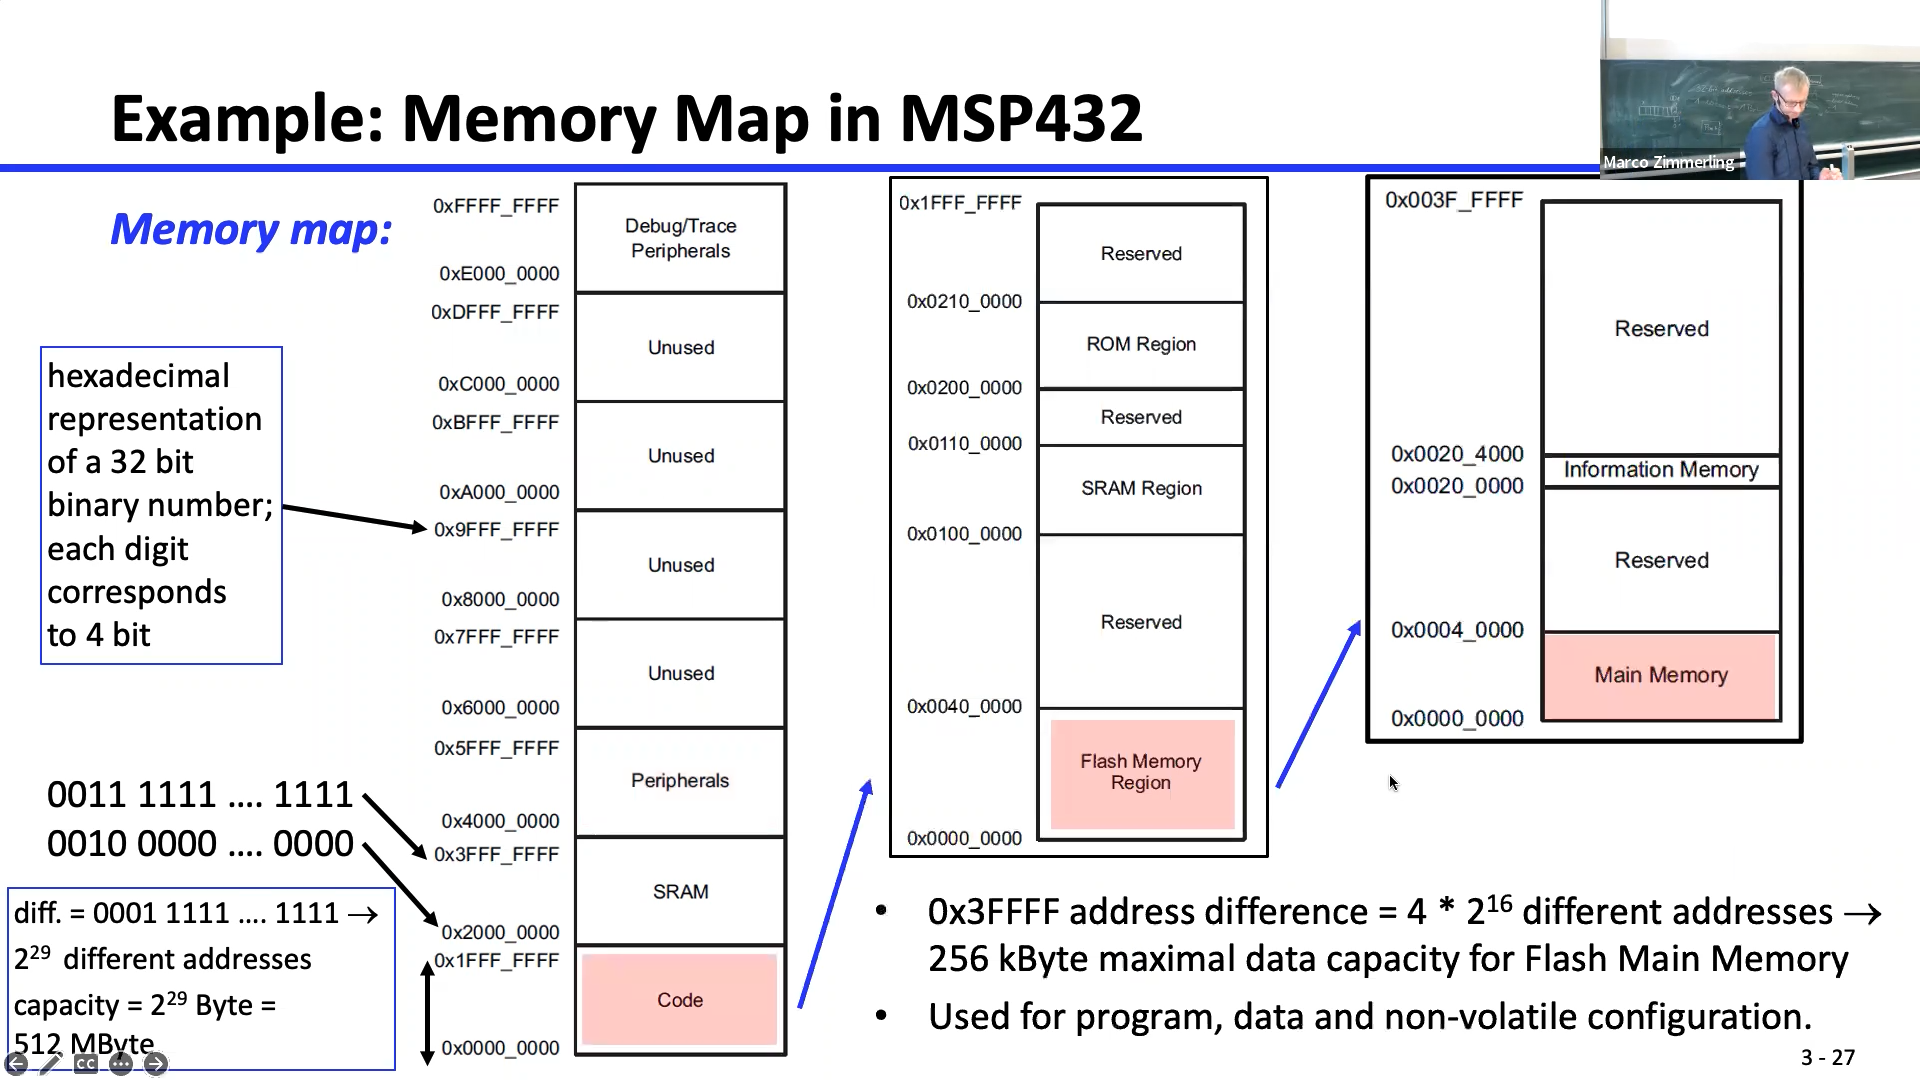 Example: Memory Map in MSP432
Marco Zimmerling
Memory map:
hexadecimal
representation
of a 32 bit
binary number;
each digit
corresponds
to 4 bit
0011 1111 .... 1111
0010 0000 .... 0000
diff. = 0001 1111 .... 1111 →
2²⁹ different addresses
capacity = 2²⁹ Byte =
512 MByte
0xFFFF_FFFF
Debug/Trace
Peripherals
0xE000_0000
0xDFFF_FFFF
Unused
0xC000_0000
0xBFFF_FFFF
Unused
0xA000_0000
0x9FFF_FFFF
Unused
0x8000_0000
0x7FFF_FFFF
Unused
0x6000_0000
0x5FFF_FFFF
Peripherals
0x4000_0000
0x3FFF_FFFF
SRAM
0x2000_0000
0x1FFF_FFFF
Code
0x0000_0000
0x1FFF_FFFF
Reserved
0x0210_0000
ROM Region
0x0200_0000
Reserved
0x0110_0000
SRAM Region
0x0100_0000
Reserved
0x0040_0000
Flash Memory
Region
0x0000_0000
0x003F_FFFF
Reserved
0x0020_4000
Information Memory
0x0020_0000
Reserved
0x0004_0000
Main Memory
0x0000_0000
• 0x3FFFF address difference = 4 * 2¹⁶ different addresses →
256 kByte maximal data capacity for Flash Main Memory
• Used for program, data and non-volatile configuration.
CC
3 - 27